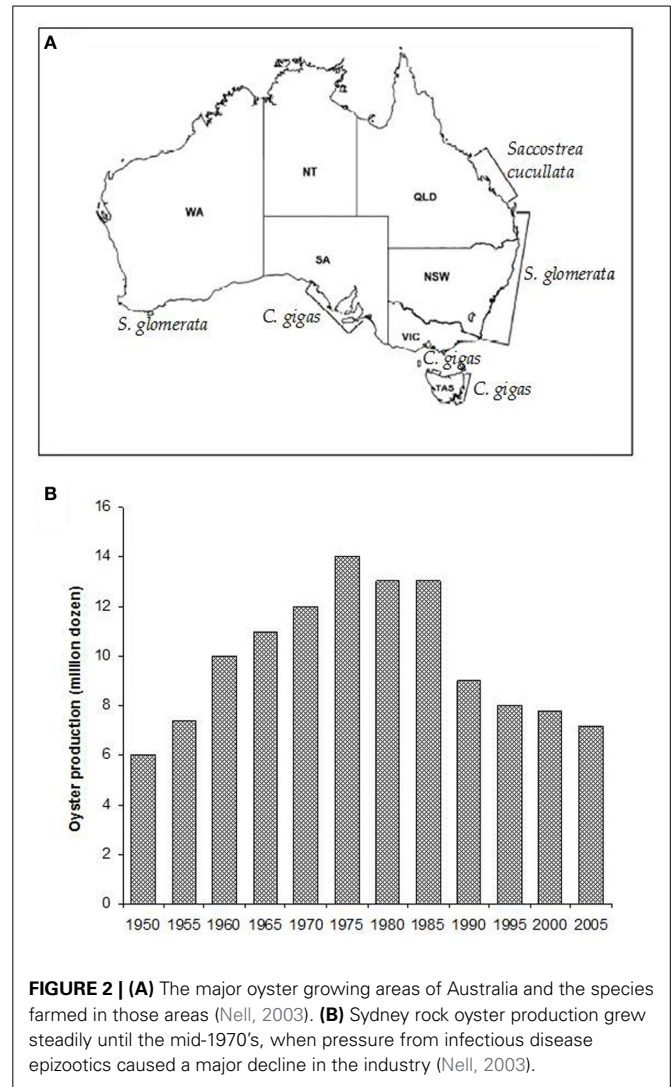 A
Saccostrea
cucullata
NT
QLD
WA
SA
S. glomerata
NSW
S. glomerata
C. gigas
VIC
C. gigas
TAS
C. gigas
B
Oyster production (million dozen)
16
14
12
10
8
6
4
2
0
1950 1955 1960 1965 1970 1975 1980 1985 1990 1995 2000 2005
FIGURE 2 | (A) The major oyster growing areas of Australia and the species
farmed in those areas (Nell, 2003). (B) Sydney rock oyster production grew
steadily until the mid-1970's, when pressure from infectious disease
epizootics caused a major decline in the industry (Nell, 2003).